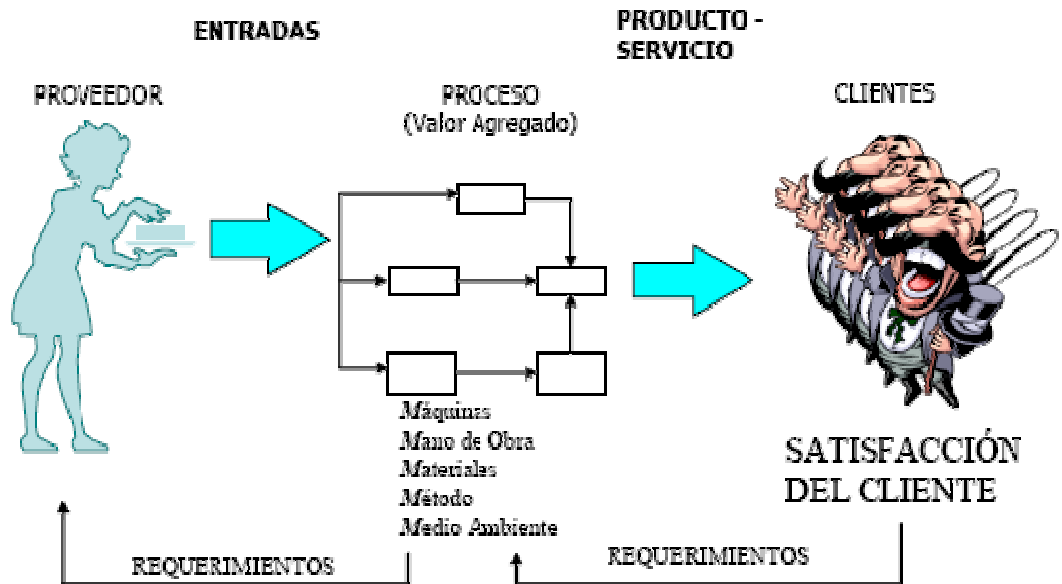 ENTRADAS
PRODUCTO -
SERVICIO
PROVEEDOR
PROCESO
(Valor Agregado)
CLIENTES
Máquinas
Mano de Obra
Materiales
Método
Medio Ambiente
SATISFACCIÓN
DEL CLIENTE
REQUERIMIENTOS
REQUERIMIENTOS